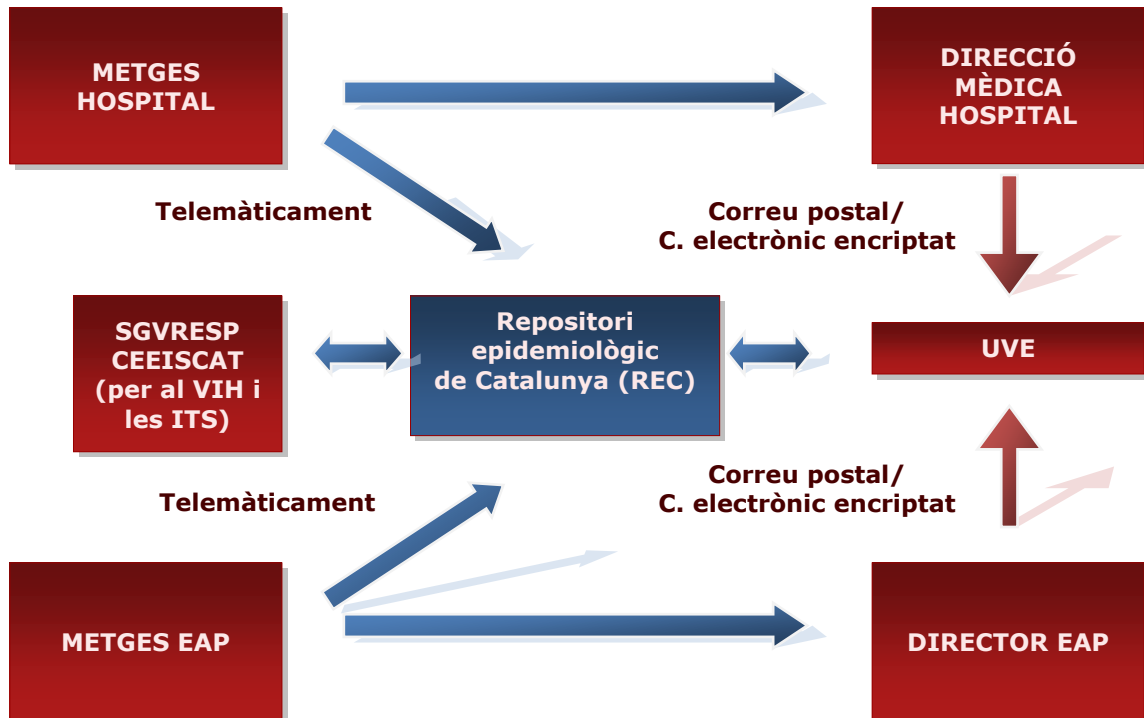 METGES
HOSPITAL
DIRECCIÓ
MÈDICA
HOSPITAL
Telemàticament
Correu postal/
C. electrònic encriptat
SGVRESP
CEEISCAT
(per al VIH i
les ITS)
Repositori
epidemiològic
de Catalunya (REC)
UVE
Telemàticament
Correu postal/
C. electrònic encriptat
METGES EAP
DIRECTOR EAP